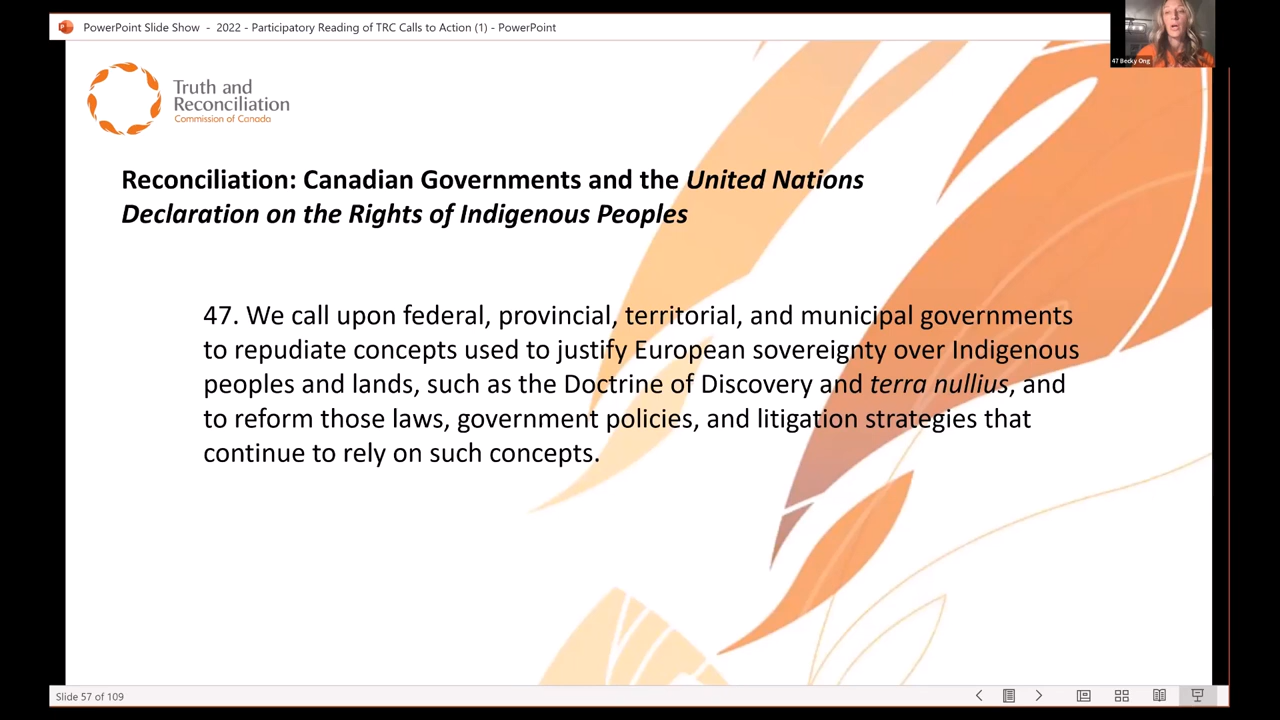 PowerPoint Slide Show - 2022 - Participatory Reading of TRC Calls to Action (1) - PowerPoint
47 Becky Ong
Truth and
Reconciliation
Commission of Canada
Reconciliation: Canadian Governments and the United Nations
Declaration on the Rights of Indigenous Peoples
47. We call upon federal, provincial, territorial, and municipal governments
to repudiate concepts used to justify European sovereignty over Indigenous
peoples and lands, such as the Doctrine of Discovery and terra nullius, and
to reform those laws, government policies, and litigation strategies that
continue to rely on such concepts.
Slide 57 of 109